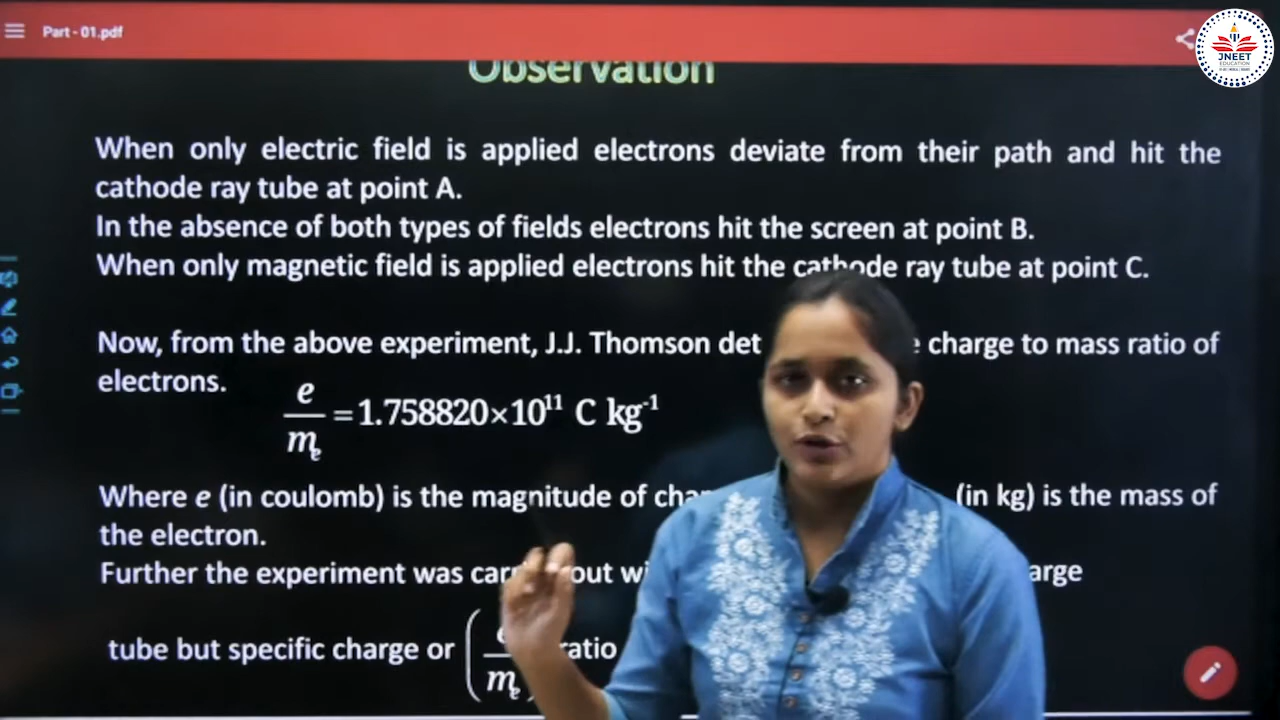 Part - 01.pdf
JNEET
EDUCATION
Observation
When only electric field is applied electrons deviate from their path and hit the
cathode ray tube at point A.
In the absence of both types of fields electrons hit the screen at point B.
When only magnetic field is applied electrons hit the cathode ray tube at point C.
Now, from the above experiment, J.J. Thomson det e charge to mass ratio of
electrons.
e/mₑ = 1.758820×10¹¹ C kg⁻¹
Where e (in coulomb) is the magnitude of cha (in kg) is the mass of
the electron.
Further the experiment was car out wi arge
tube but specific charge or (e/mₑ) ratio